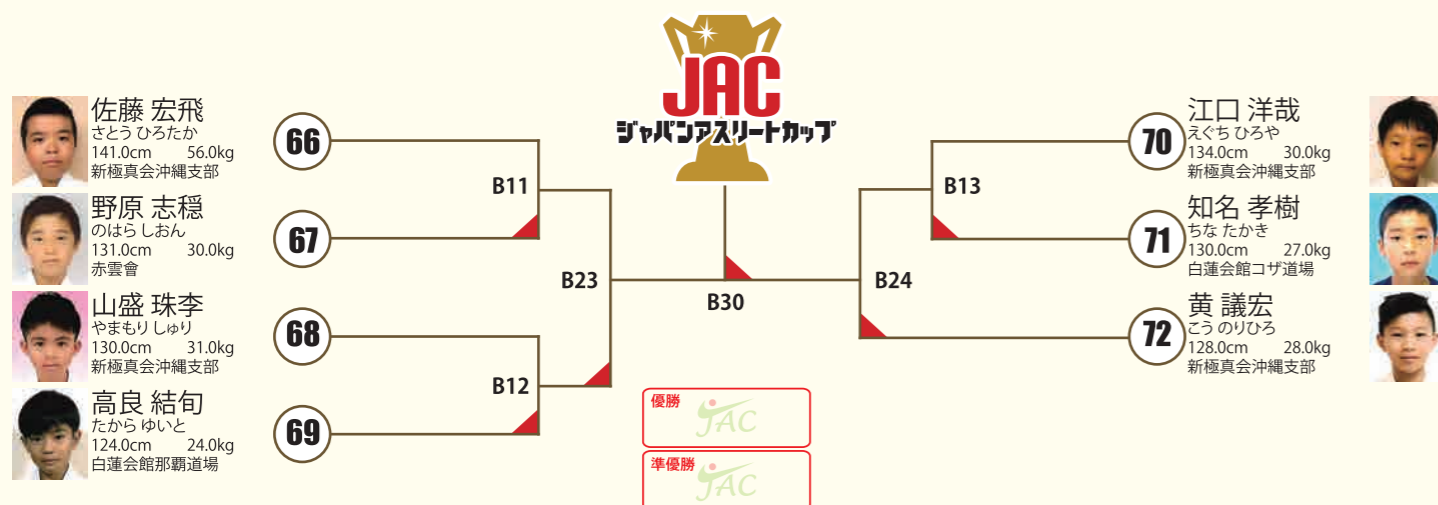 JAC
ジャパンアスリートカップ
佐藤 宏飛
さとう ひろたか
141.0cm 56.0kg
新極真会沖縄支部
66
野原 志穏
のはら しおん
131.0cm 30.0kg
赤雲會
67
山盛 珠李
やまもり しゅり
130.0cm 31.0kg
新極真会沖縄支部
68
高良 結旬
たから ゆいと
124.0cm 24.0kg
白蓮会館那覇道場
69
B11
B12
B23
B30
B24
B13
70
江口 洋哉
えぐち ひろや
134.0cm 30.0kg
新極真会沖縄支部
71
知名 孝樹
ちな たかき
130.0cm 27.0kg
白蓮会館コザ道場
72
黄 議宏
こう のりひろ
128.0cm 28.0kg
新極真会沖縄支部
優勝
JAC
準優勝
JAC